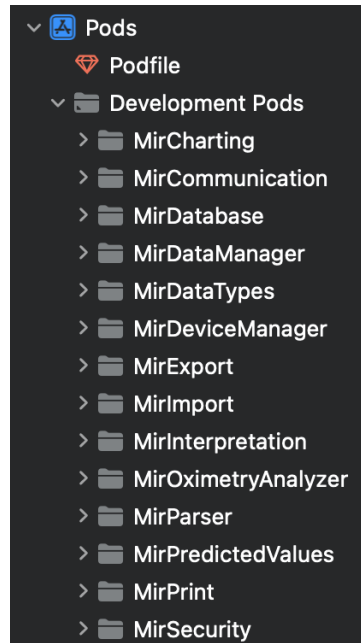 Pods
Podfile
Development Pods
MirCharting
MirCommunication
MirDatabase
MirDataManager
MirDataTypes
MirDeviceManager
MirExport
MirImport
MirInterpretation
MirOximetryAnalyzer
MirParser
MirPredictedValues
MirPrint
MirSecurity